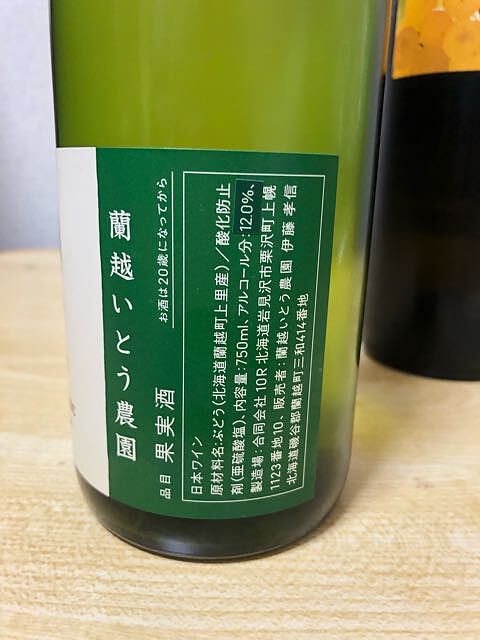 蘭越いとう農園
お酒は20歳になってから
品目 果実酒
日本ワイン
原材料名:ぶどう(北海道蘭越町上里産)/酸化防止
剤(亜硫酸塩)、内容量:750ml、アルコール分:12.0%、
製造場:合同会社10R 北海道岩見沢市栗沢町上幌
1123番地10、販売者:蘭越いとう農園 伊藤 孝信
北海道磯谷郡蘭越町三和414番地